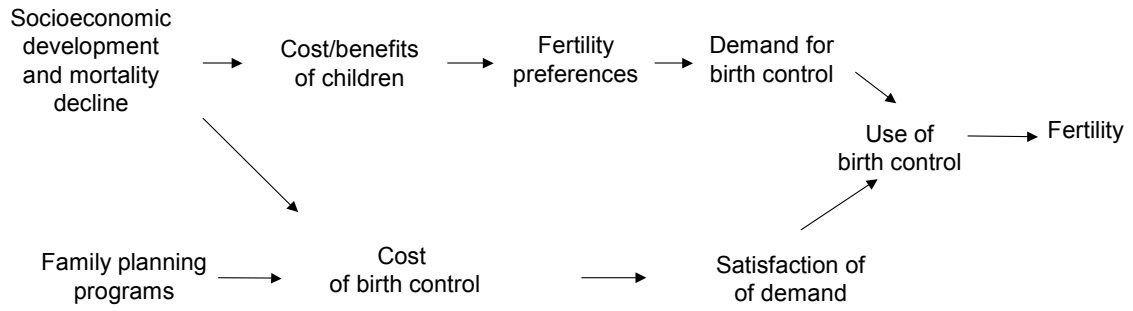 Socioeconomic
development
and mortality
decline
Cost/benefits
of children
Fertility
preferences
Demand for
birth control
Use of
birth control
Fertility
Family planning
programs
Cost
of birth control
Satisfaction of
of demand